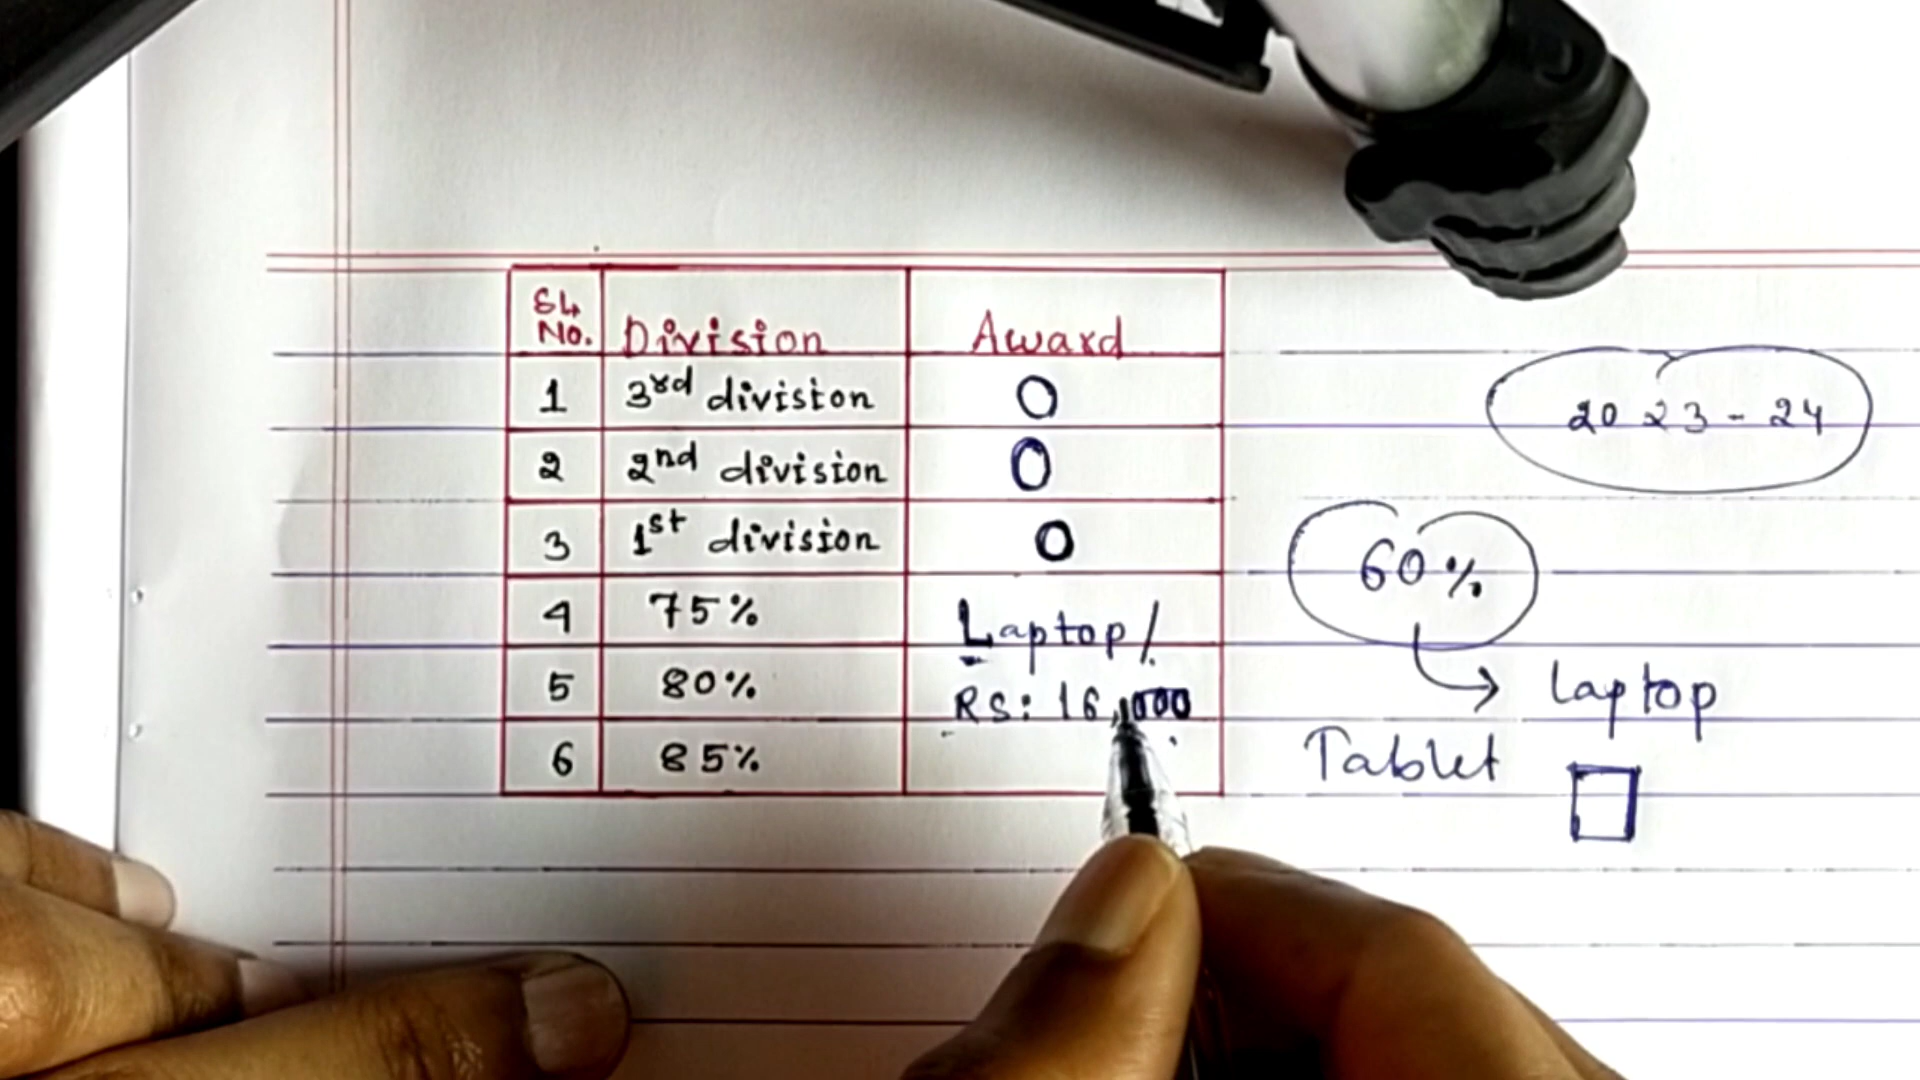 SL
No. Division Award
1 3rd division 0
2 2nd division 0
3 1st division 0
4 75% Laptop/
5 80% RS: 16,000
6 85%
2023-24
60%
laptop
Tablet